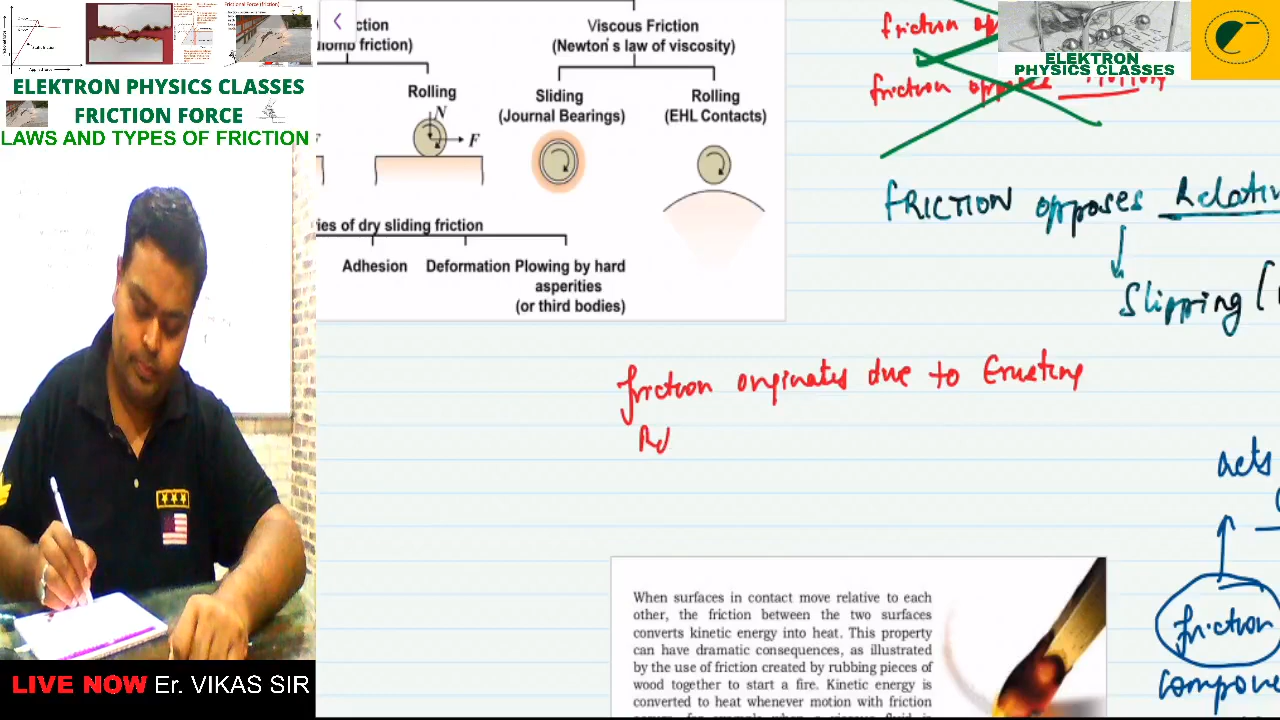 ELEKTRON PHYSICS CLASSES
FRICTION FORCE
LAWS AND TYPES OF FRICTION
ction
Viscous Friction
(Newton's law of viscosity)
Rolling
N
F
Sliding
(Journal Bearings)
Rolling
(EHL Contacts)
ries of dry sliding friction
Adhesion
Deformation
Plowing by hard
asperities
(or third bodies)
friction
friction opposes Motion
ELEKTRON
PHYSICS CLASSES
FRICTION opposes Relativ
Slipping (
friction originates due to
acts
When surfaces in contact move relative to each
other, the friction between the two surfaces
converts kinetic energy into heat. This property
can have dramatic consequences, as illustrated
by the use of friction created by rubbing pieces of
wood together to start a fire. Kinetic energy is
converted to heat whenever motion with friction
friction
compone
LIVE NOW Er. VIKAS SIR